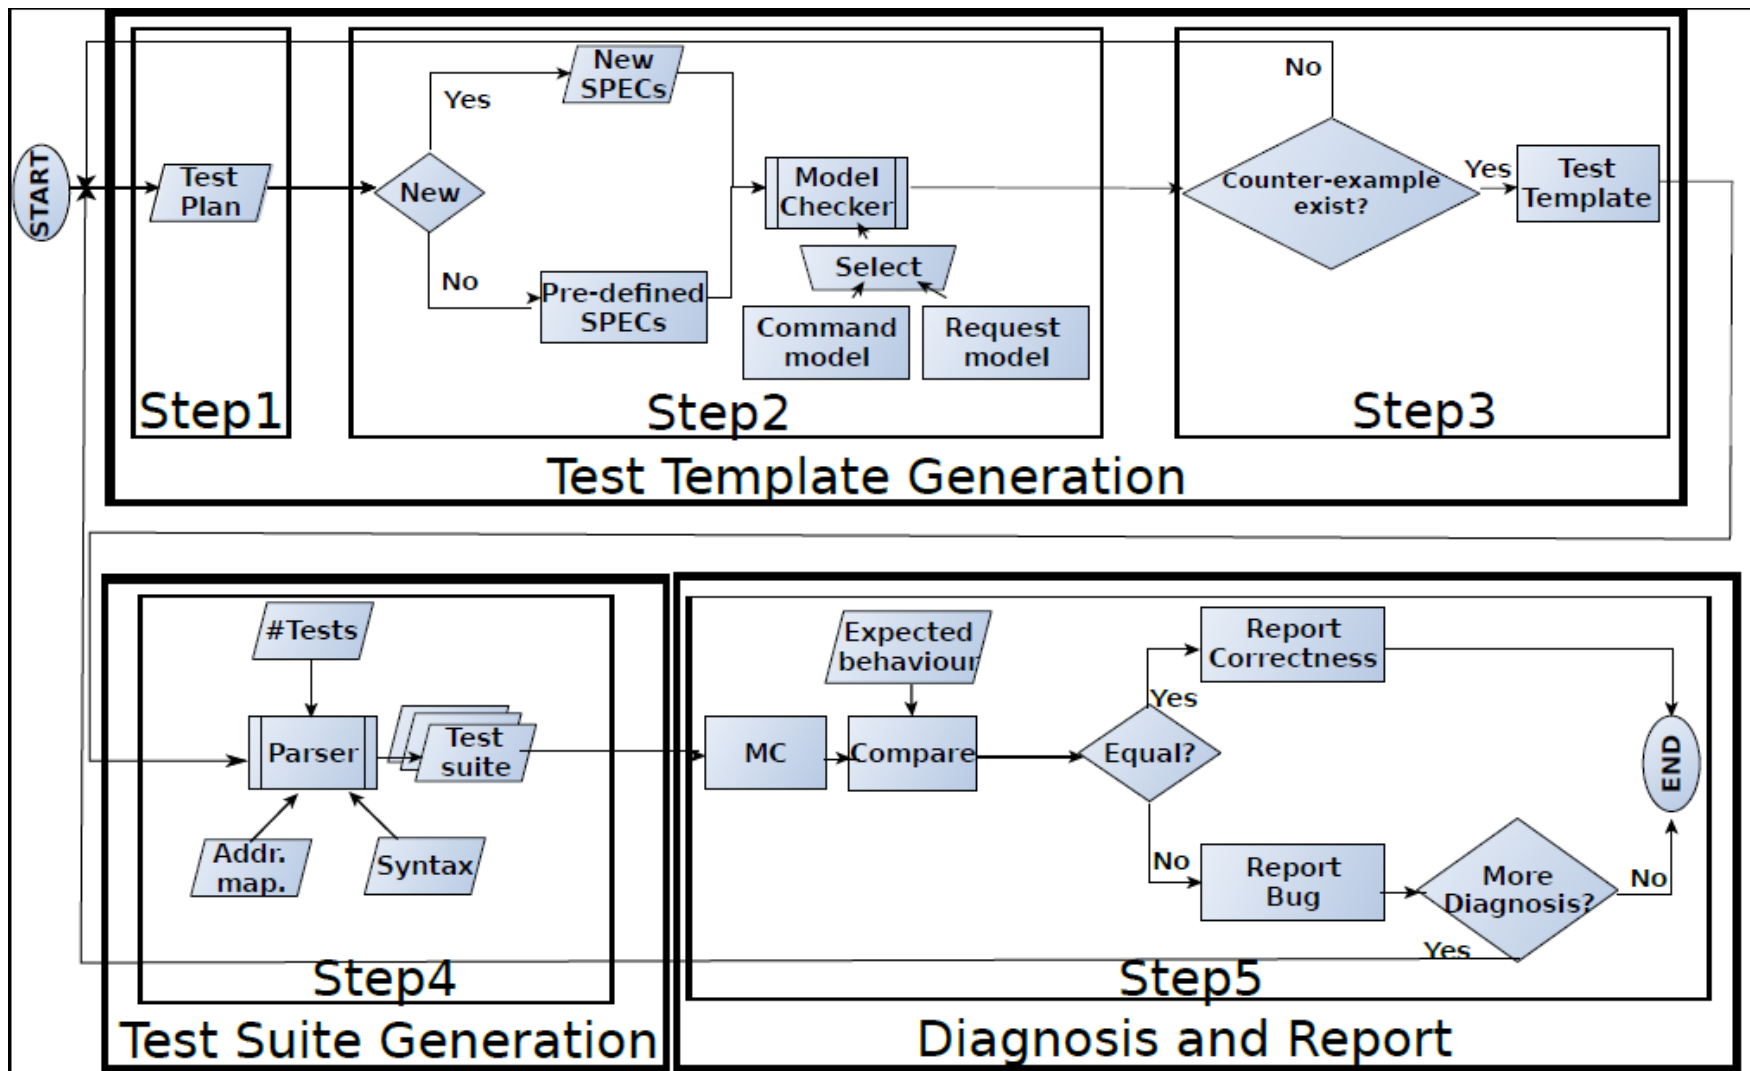 START
Test
Plan
Step1
New
Yes
New
SPECs
No
Pre-defined
SPECs
Model
Checker
Select
Command
model
Request
model
Step2
No
Counter-example
exist?
Yes
Test
Template
Step3
Test Template Generation
#Tests
Parser
Test
suite
Addr.
map.
Syntax
Step4
Test Suite Generation
Expected
behaviour
MC
Compare
Equal?
Yes
Report
Correctness
No
Report
Bug
More
Diagnosis?
Yes
No
END
Step5
Diagnosis and Report